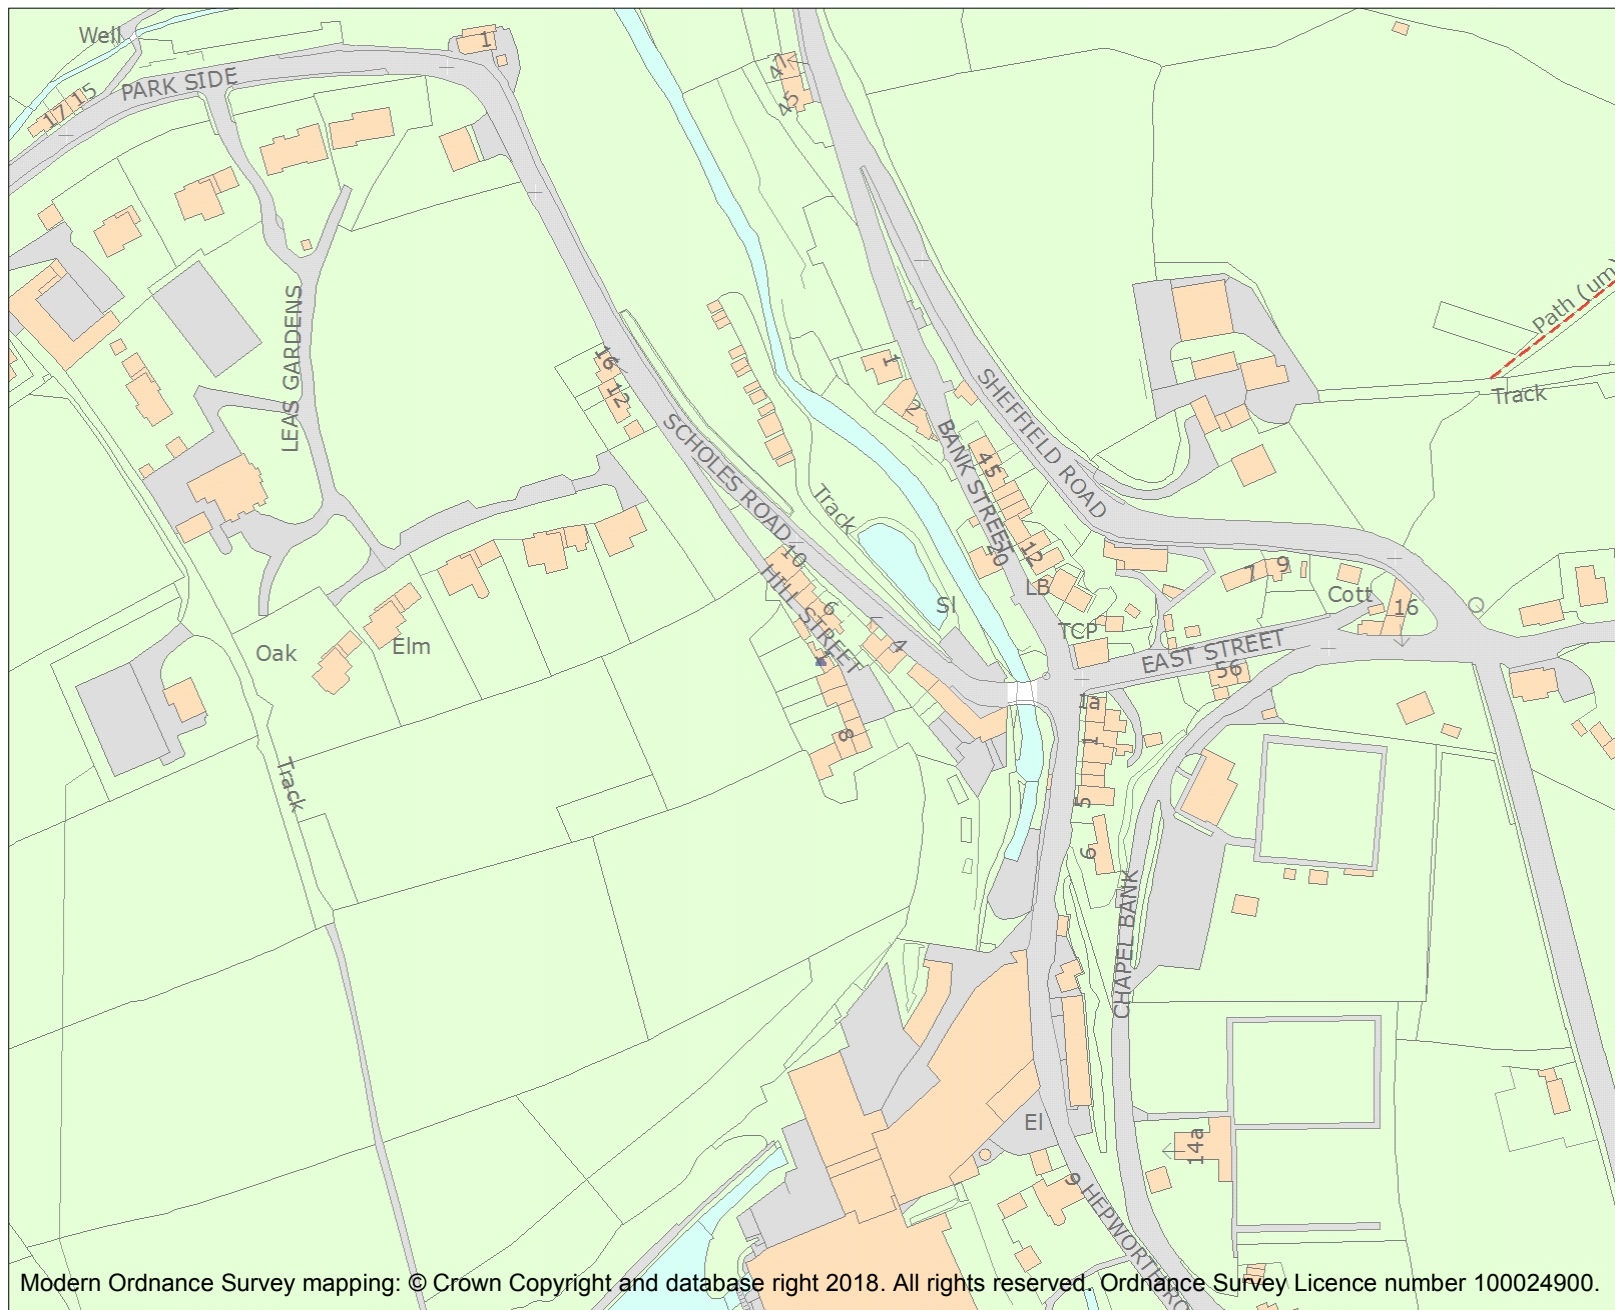 Well
1
PARK SIDE
17 15
47
45
Path (um)
LEAS GARDENS
16
12
1
SHEFFIELD ROAD
2
Track
SCHOLES ROAD
BANK STREET
45
Track
10
20
12
7 9
HILL STREET
LB
Cott
6
Sl
16
TCP
4
Oak
Elm
EAST STREET
56
1a
8
1
Track
5
6
CHAPEL BANK
El
14a
9
HEPWORTH RO
Modern Ordnance Survey mapping: © Crown Copyright and database right 2018. All rights reserved. Ordnance Survey Licence number 100024900.